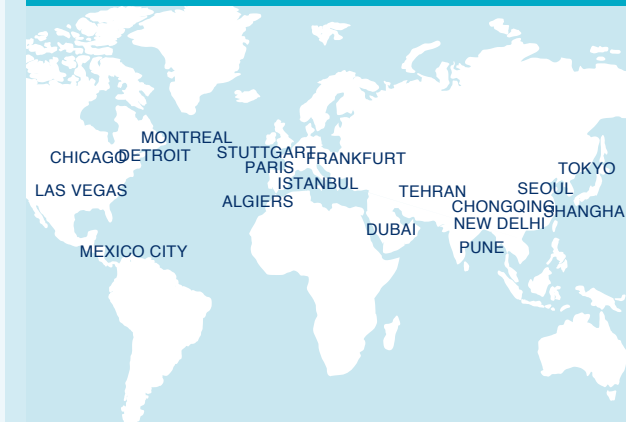 MONTREAL
CHICAGO
DETROIT
STUTTGART
FRANKFURT
PARIS
TOKYO
ISTANBUL
LAS VEGAS
TEHRAN
SEOUL
ALGIERS
CHONGQING
SHANGHA
NEW DELHI
DUBAI
PUNE
MEXICO CITY